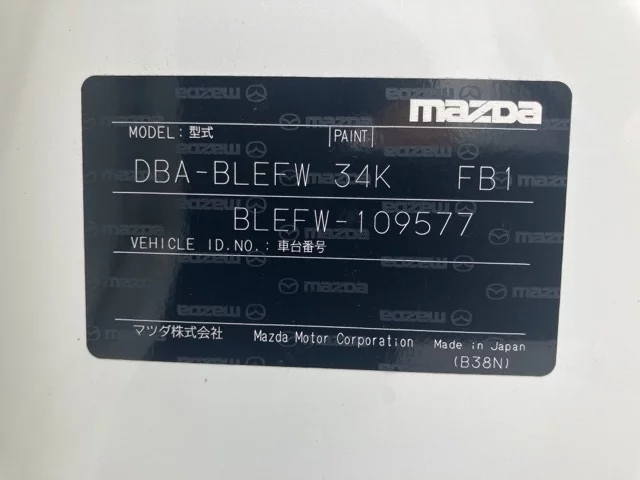 mazda
MODEL: 型式 PAINT
DBA-BLEFW 34K FB1
BLEFW-109577
VEHICLE ID.NO.: 車台番号
マツダ株式会社 Mazda Motor Corporation Made in Japan
(B38N)